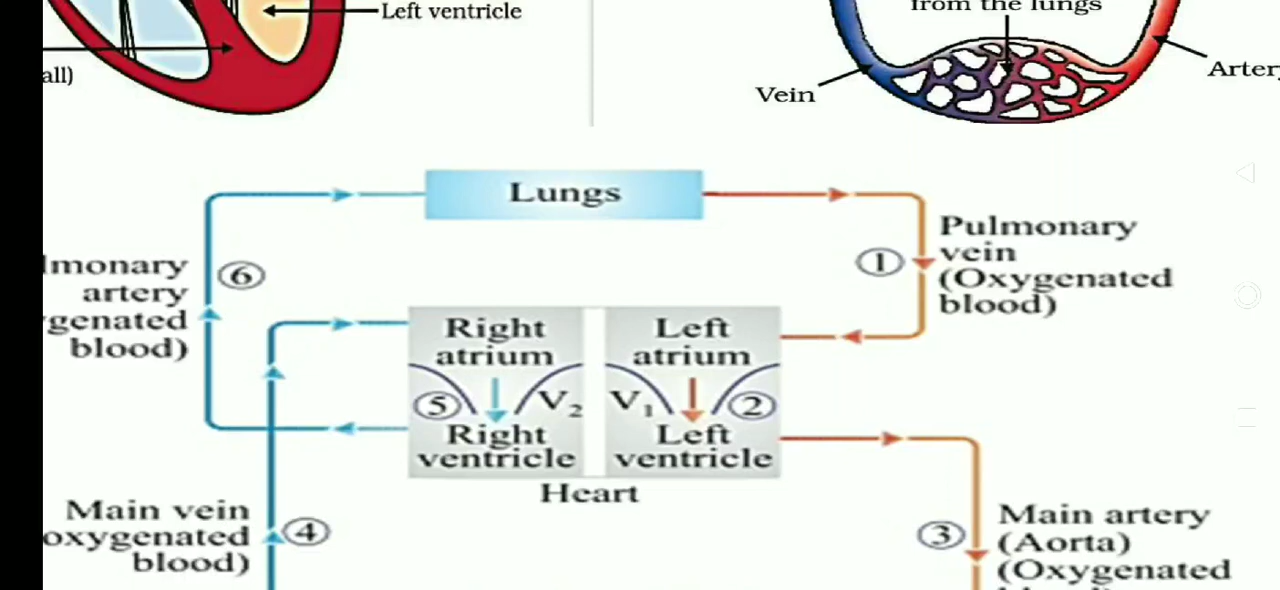 Left ventricle
all)
from the lungs
Vein
Lungs
Pulmonary
vein
(Oxygenated
blood)
1
6
lmonary
artery
genated
blood)
Right
atrium
Left
atrium
5
V2
V1
2
Right
ventricle
Left
ventricle
Heart
Main vein
oxygenated
blood)
4
3
Main artery
(Aorta)
(Oxygenated